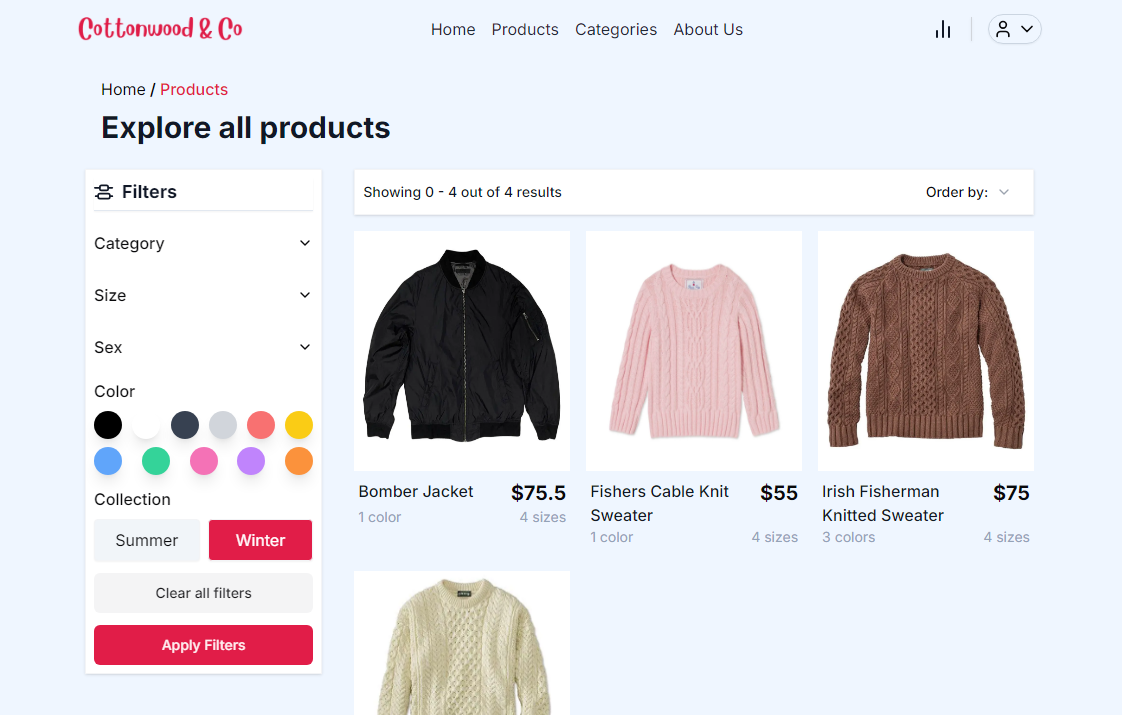 Cottonwood & Co
Home Products Categories About Us
Home / Products
Explore all products
Filters
Category
Size
Sex
Color
Collection
Summer Winter
Clear all filters
Apply Filters
Showing 0 - 4 out of 4 results
Order by:
Bomber Jacket
$75.5
1 color
4 sizes
Fishers Cable Knit
Sweater
$55
1 color
4 sizes
Irish Fisherman
Knitted Sweater
$75
3 colors
4 sizes